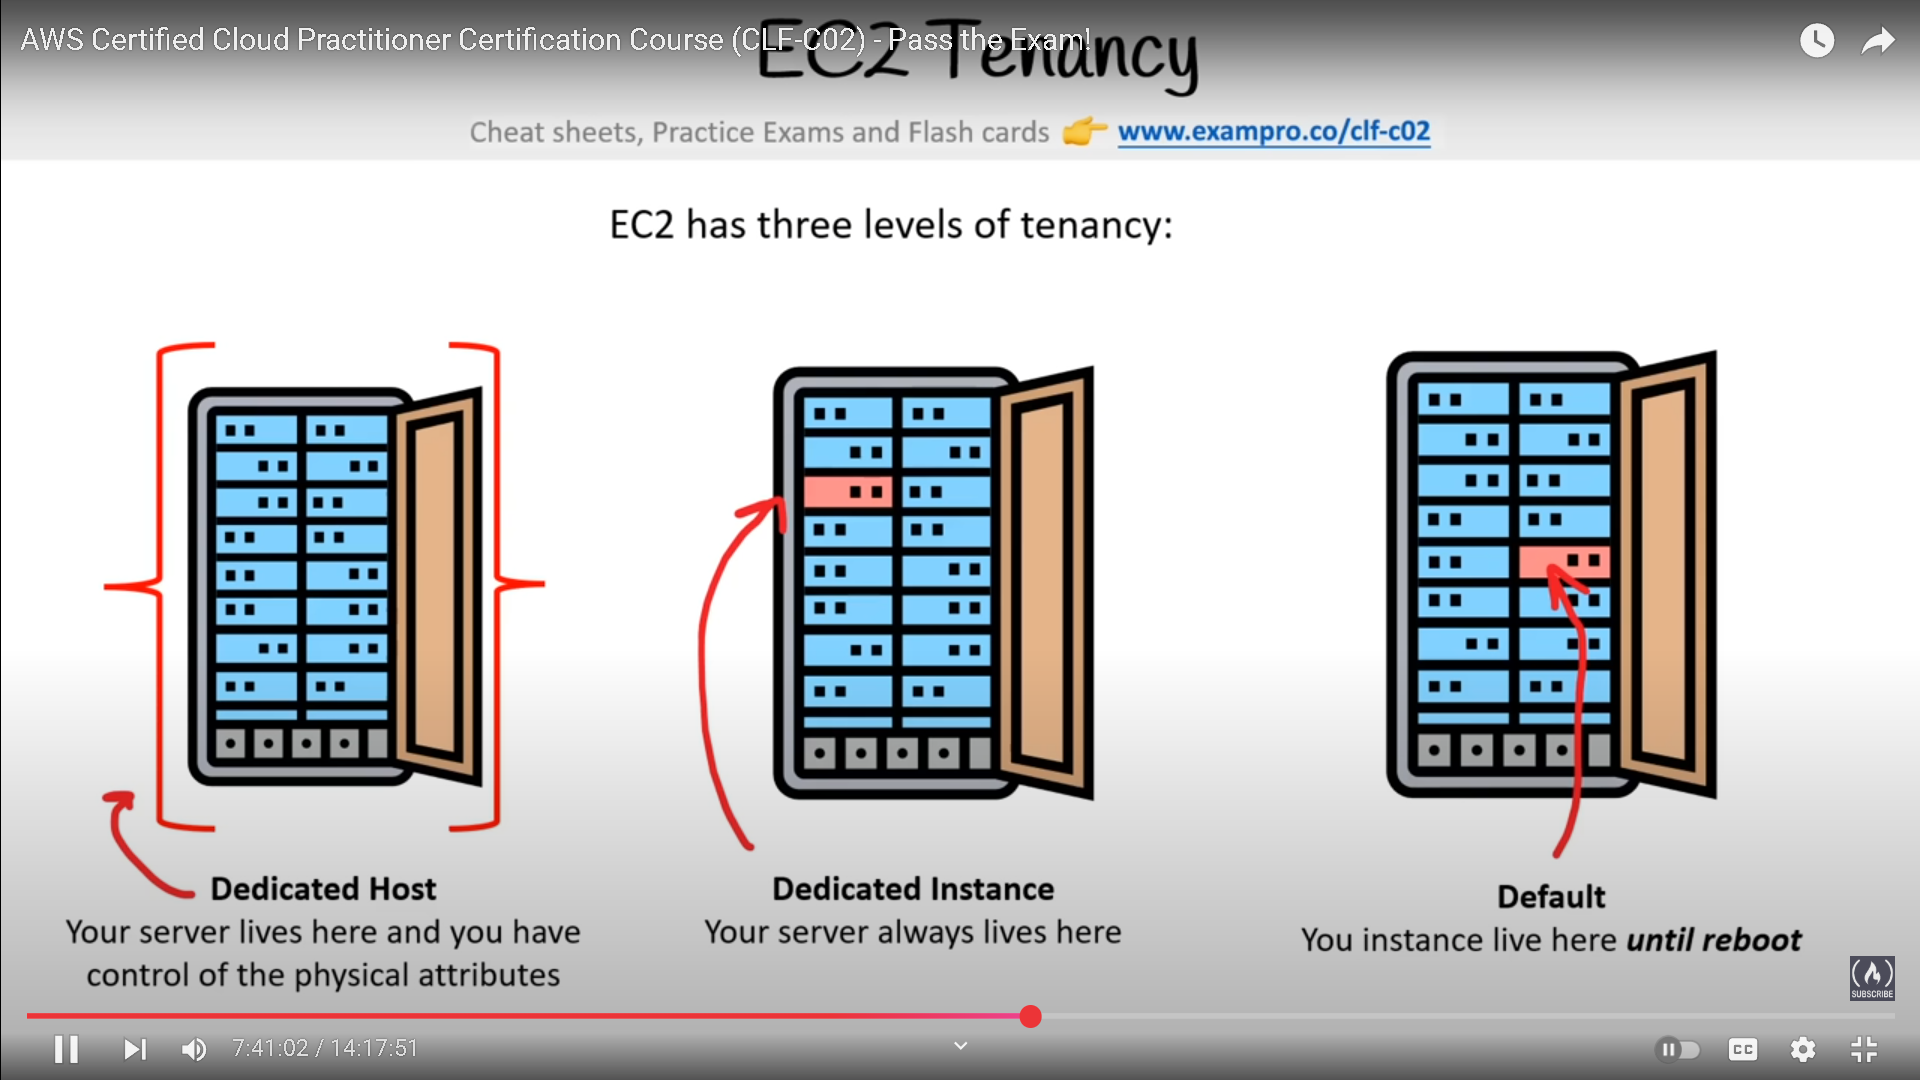 AWS Certified Cloud Practitioner Certification Course (CLF-C02) - Pass the Exam!
EC2 Tenancy
Cheat sheets, Practice Exams and Flash cards 👉 www.exampro.co/clf-c02
EC2 has three levels of tenancy:
Dedicated Host
Your server lives here and you have
control of the physical attributes
Dedicated Instance
Your server always lives here
Default
You instance live here until reboot
SUBSCRIBE
7:41:02 / 14:17:51
CC